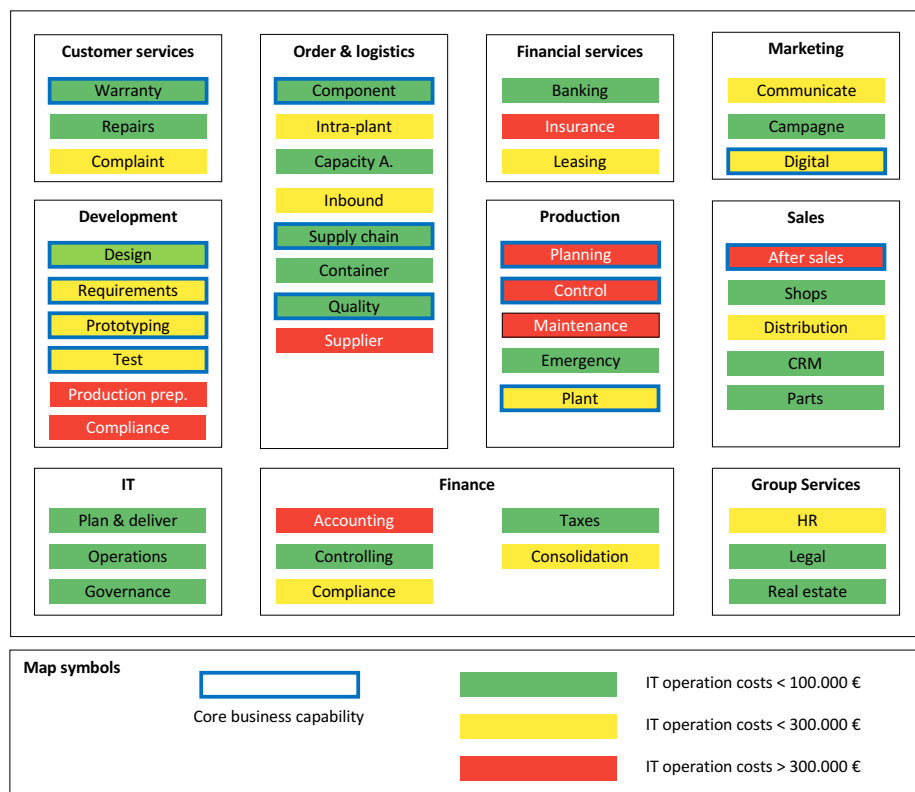 Customer services
Warranty
Repairs
Complaint
Order & logistics
Component
Intra-plant
Capacity A.
Inbound
Supply chain
Container
Quality
Supplier
Financial services
Banking
Insurance
Leasing
Marketing
Communicate
Campagne
Digital
Development
Design
Requirements
Prototyping
Test
Production prep.
Compliance
Production
Planning
Control
Maintenance
Emergency
Plant
Sales
After sales
Shops
Distribution
CRM
Parts
IT
Plan & deliver
Operations
Governance
Finance
Accounting
Controlling
Compliance
Taxes
Consolidation
Group Services
HR
Legal
Real estate
Map symbols
Core business capability
IT operation costs < 100.000 €
IT operation costs < 300.000 €
IT operation costs > 300.000 €